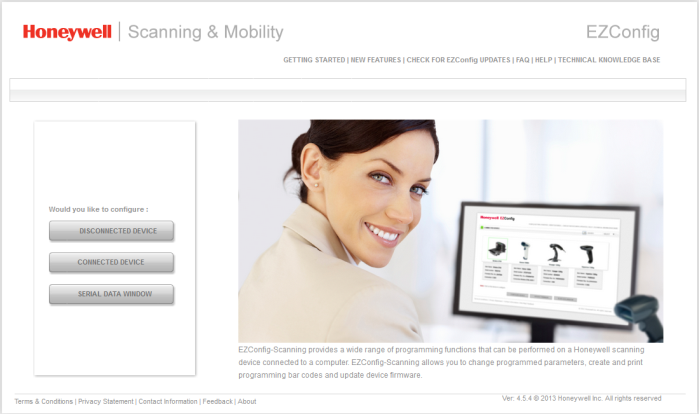 Honeywell | Scanning & Mobility
EZConfig
GETTING STARTED | NEW FEATURES | CHECK FOR EZConfig UPDATES | FAQ | HELP | TECHNICAL KNOWLEDGE BASE
Would you like to configure :
DISCONNECTED DEVICE
CONNECTED DEVICE
SERIAL DATA WINDOW
Honeywell EZConfig
EZConfig-Scanning provides a wide range of programming functions that can be performed on a Honeywell scanning
device connected to a computer. EZConfig-Scanning allows you to change programmed parameters, create and print
programming bar codes and update device firmware.
Terms & Conditions | Privacy Statement | Contact Information | Feedback | About
Ver: 4.5.4 © 2013 Honeywell Inc. All rights reserved